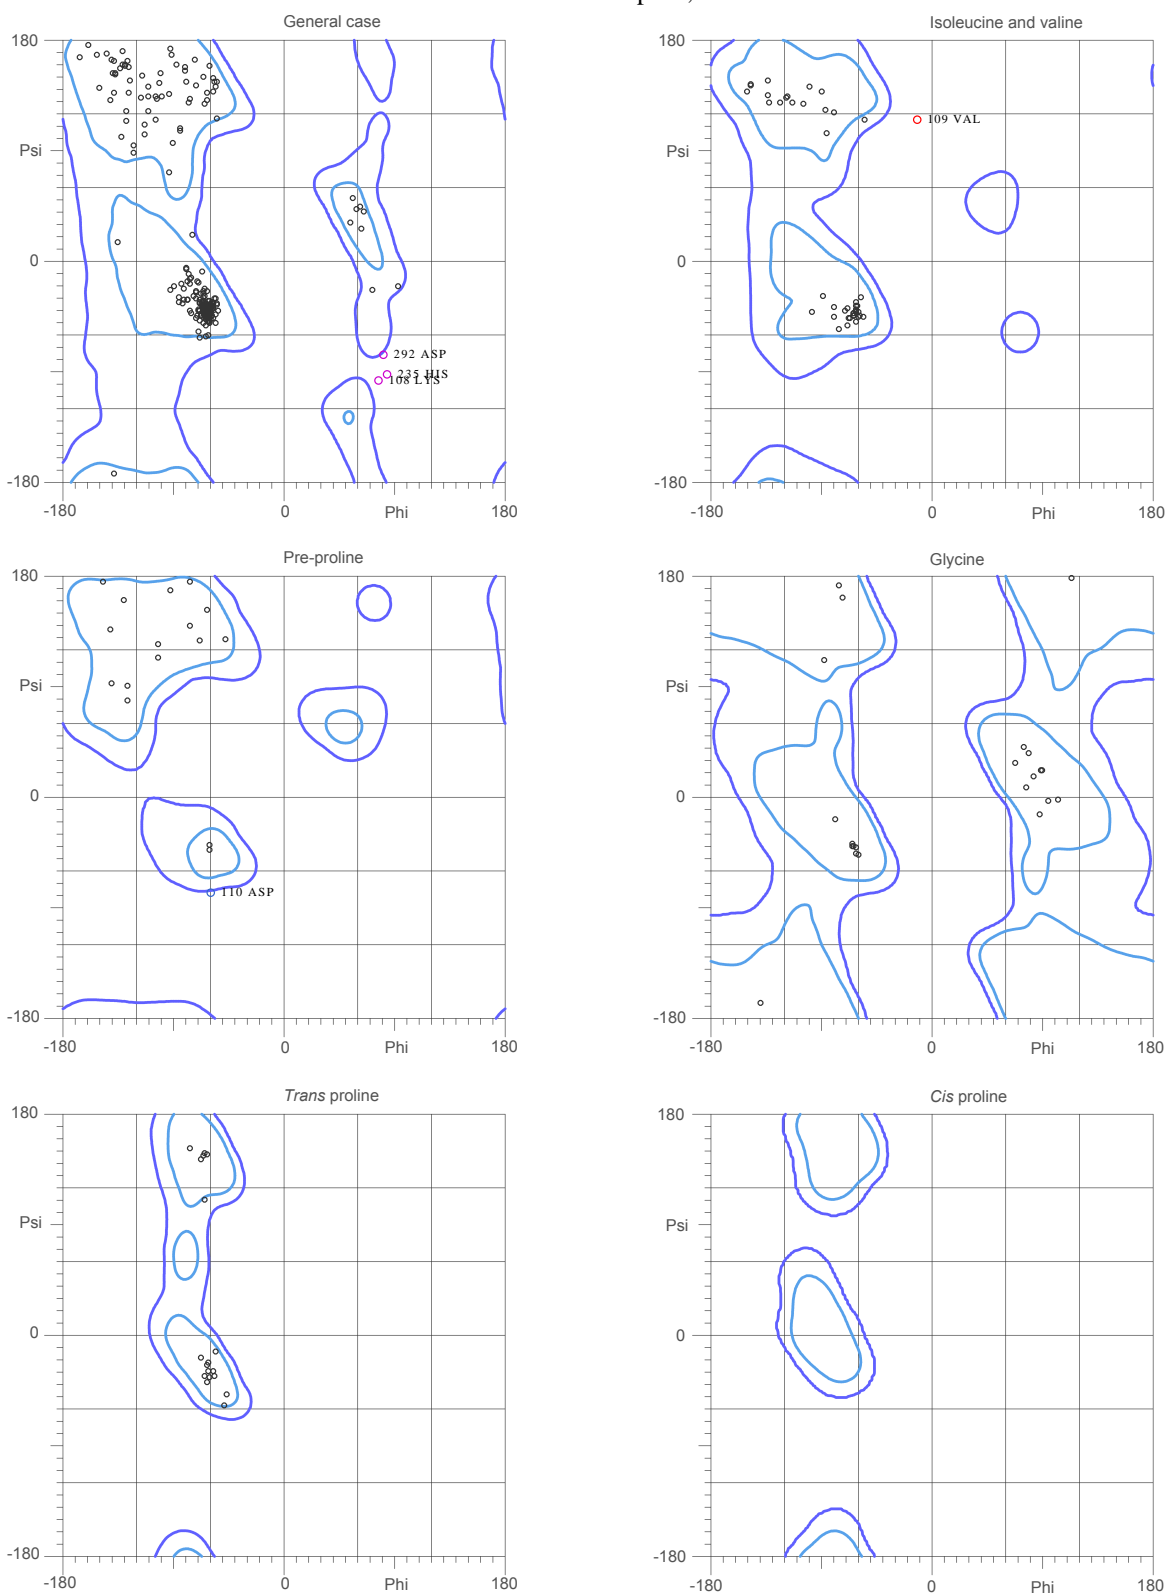 General case
180
Psi
0
-180
-180
0
Phi
180
292 ASP
235 HIS
108 LYS
Isoleucine and valine
180
Psi
0
-180
-180
0
Phi
180
109 VAL
Pre-proline
180
Psi
0
-180
-180
0
Phi
180
110 ASP
Glycine
180
Psi
0
-180
-180
0
Phi
180
Trans proline
180
Psi
0
-180
-180
0
Phi
180
Cis proline
180
Psi
0
-180
-180
0
Phi
180